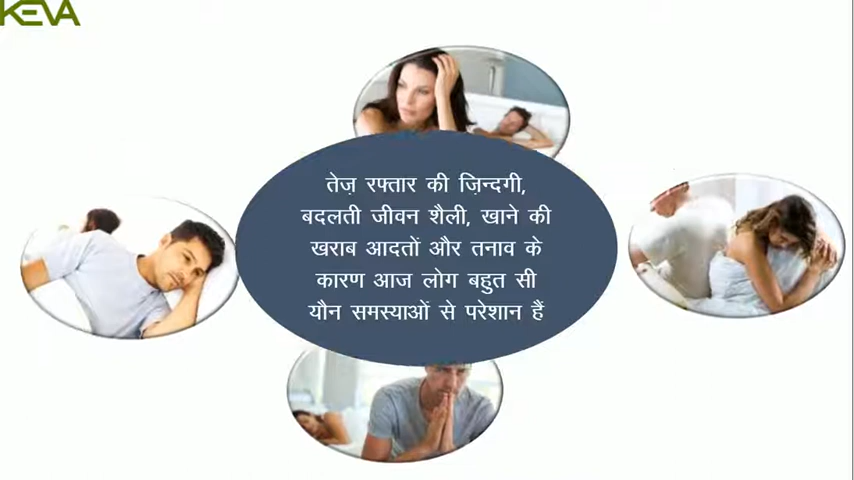 KEVA
तेज़ रफ्तार की ज़िन्दगी,
बदलती जीवन शैली, खाने की
खराब आदतों और तनाव के
कारण आज लोग बहुत सी
यौन समस्याओं से परेशान हैं